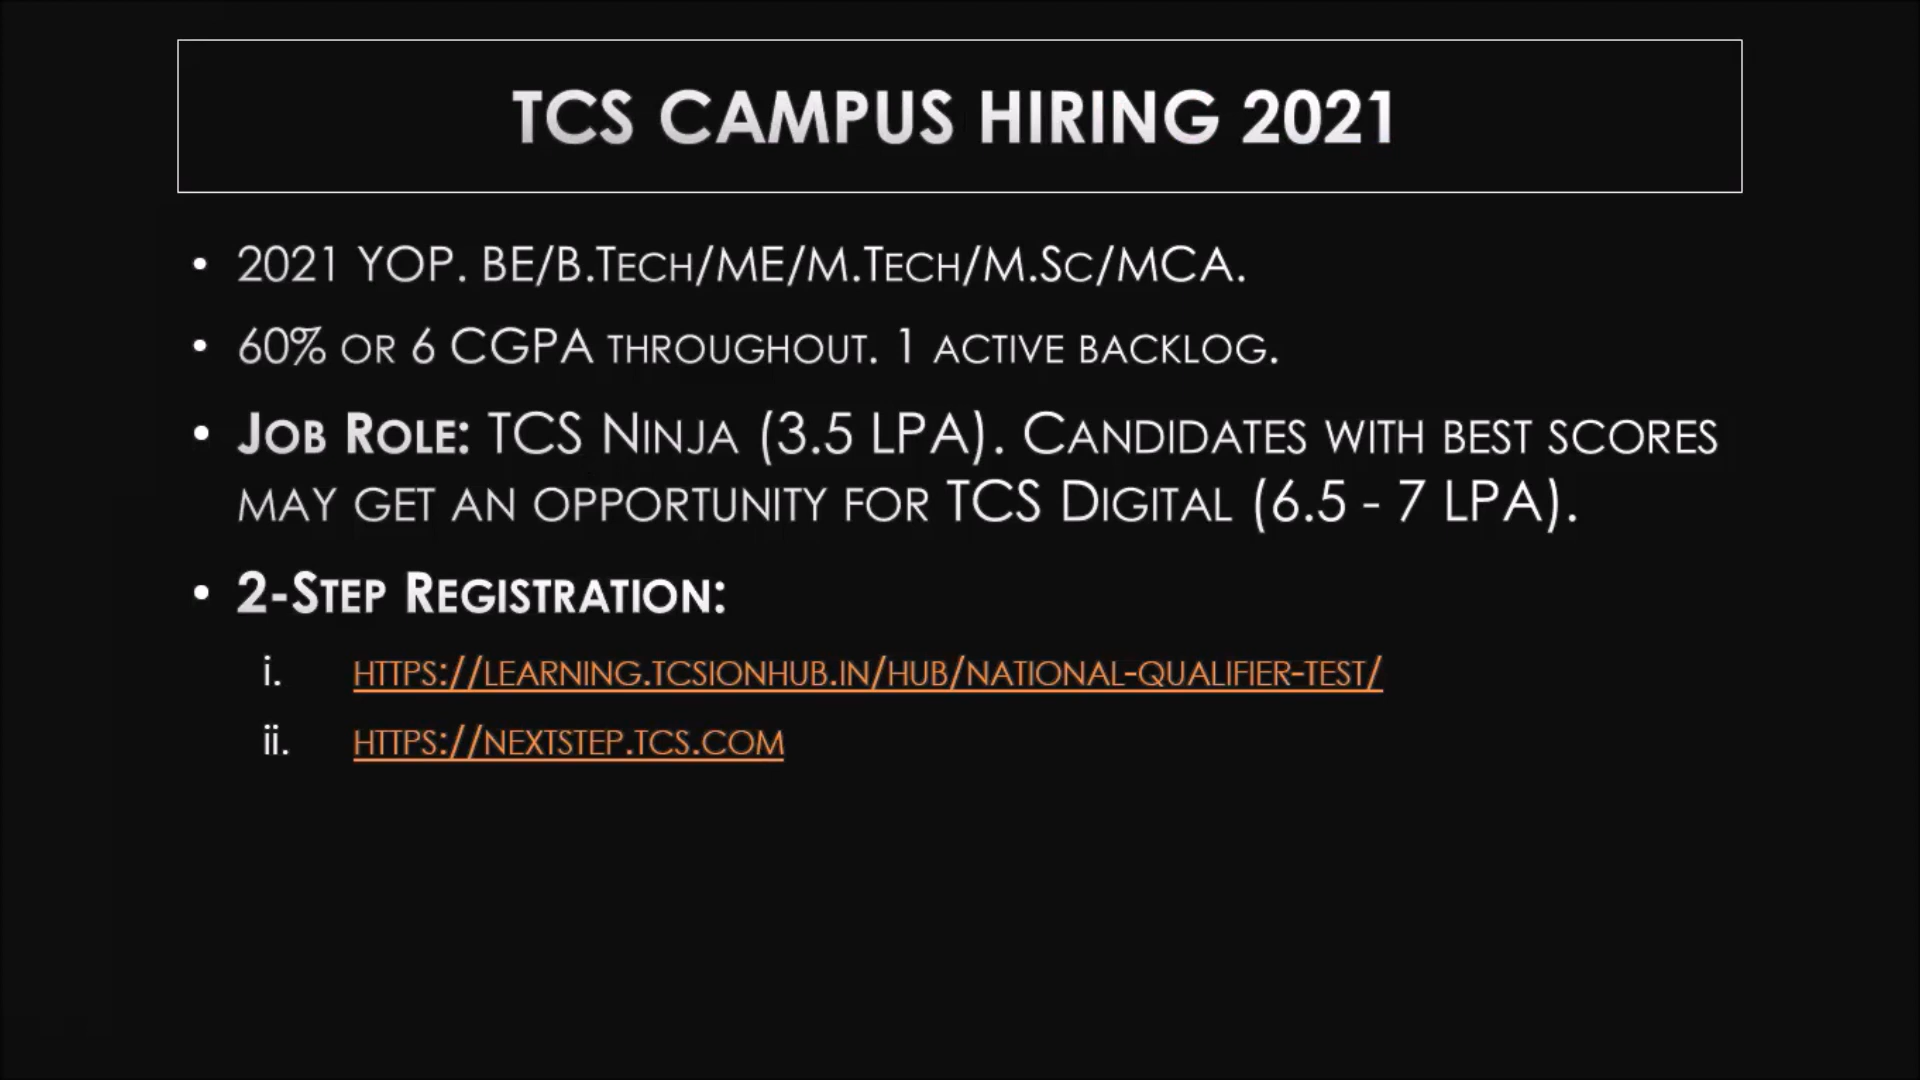 TCS CAMPUS HIRING 2021
• 2021 YOP. BE/B.Tech/ME/M.Tech/M.Sc/MCA.
• 60% or 6 CGPA throughout. 1 active backlog.
• Job Role: TCS Ninja (3.5 LPA). Candidates with best scores
may get an opportunity for TCS Digital (6.5 - 7 LPA).
• 2-Step Registration:
i. https://learning.tcsionhub.in/hub/national-qualifier-test/
ii. https://nextstep.tcs.com